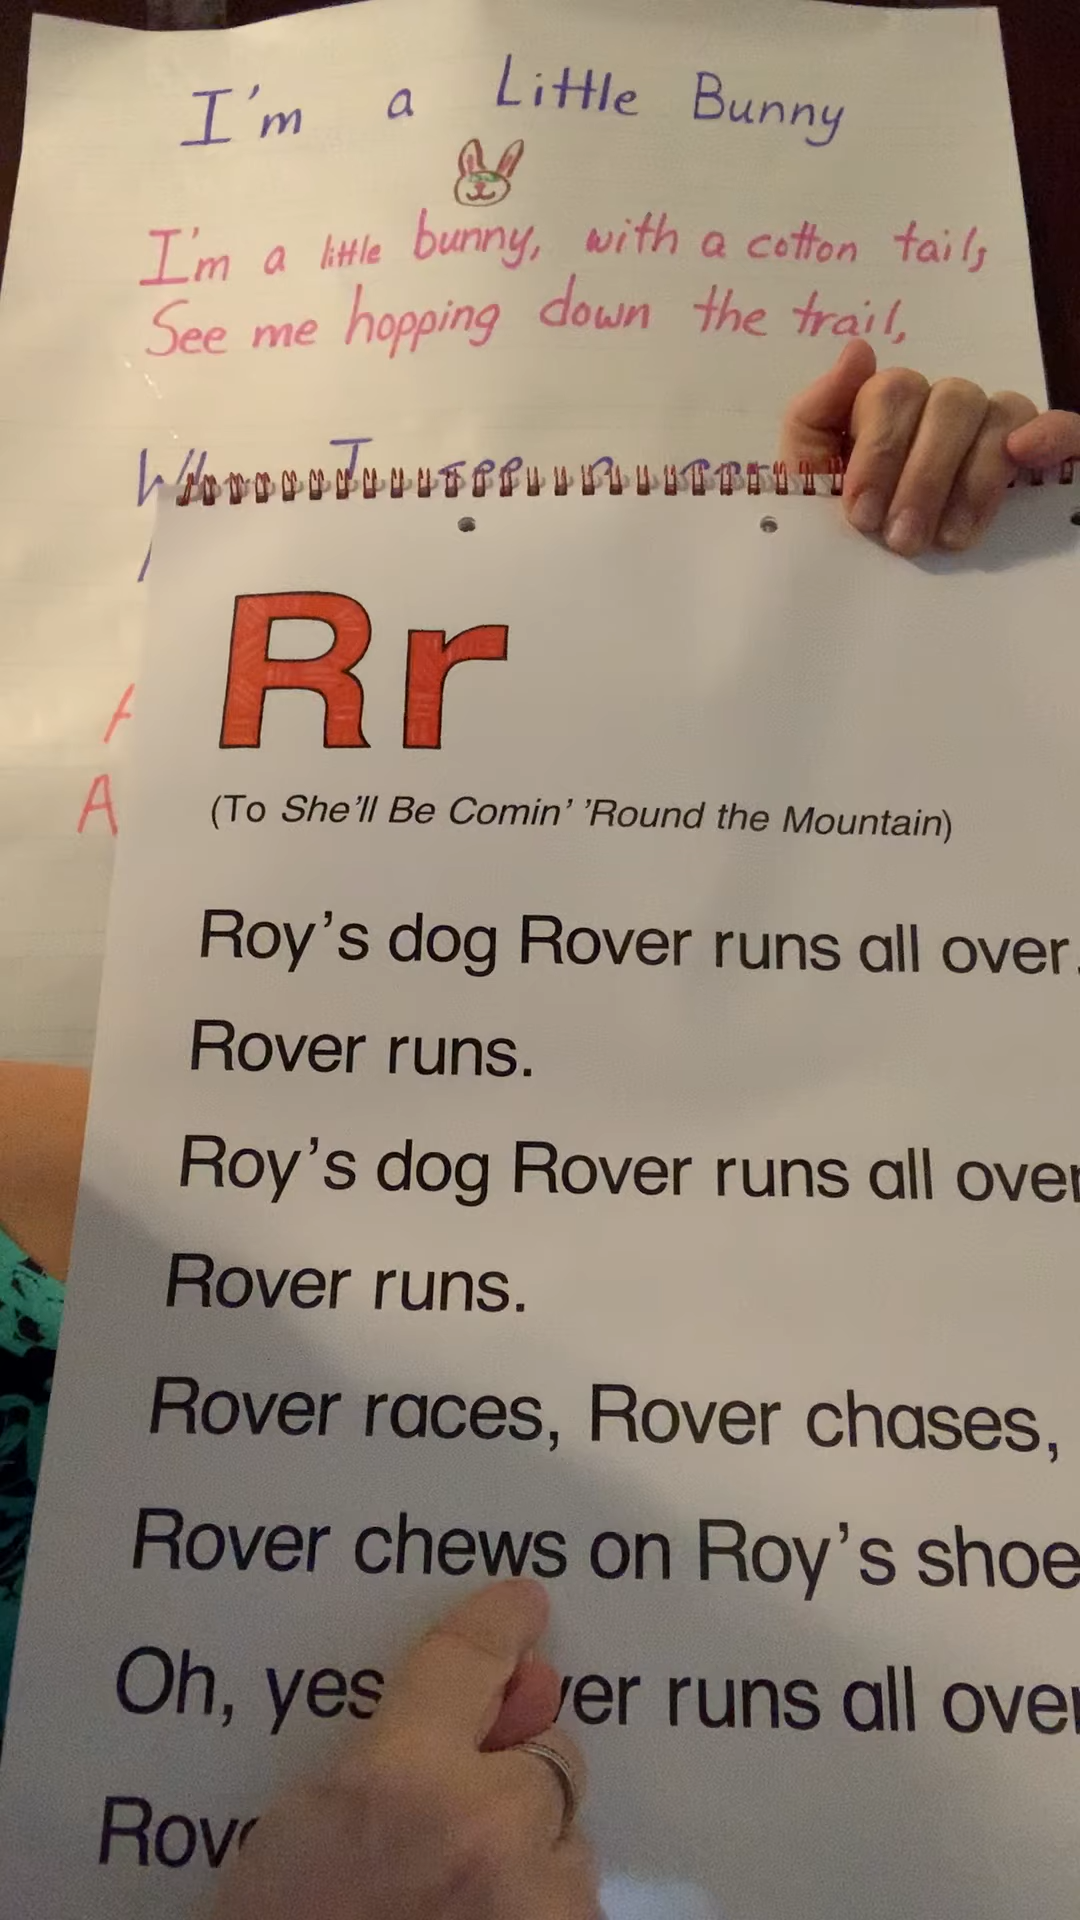 I'm a Little Bunny
I'm a little bunny, with a cotton tail,
See me hopping down the trail,
A
Rr
(To She'll Be Comin' 'Round the Mountain)
Roy's dog Rover runs all over.
Rover runs.
Roy's dog Rover runs all over
Rover runs.
Rover races, Rover chases,
Rover chews on Roy's shoe
Oh, yes ver runs all over
Rov